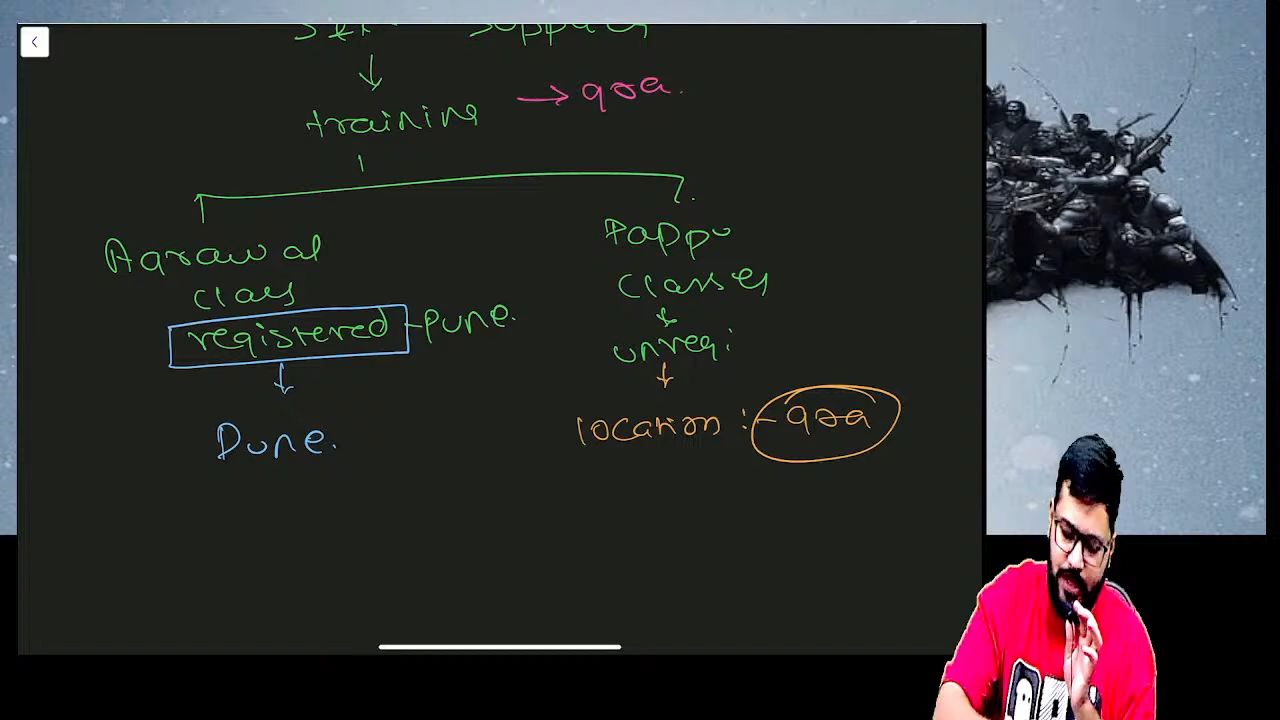 training → goa.
Agrawal
class
registered - Pune.
Pune.
Pappu
classes
unregi
location :- goa